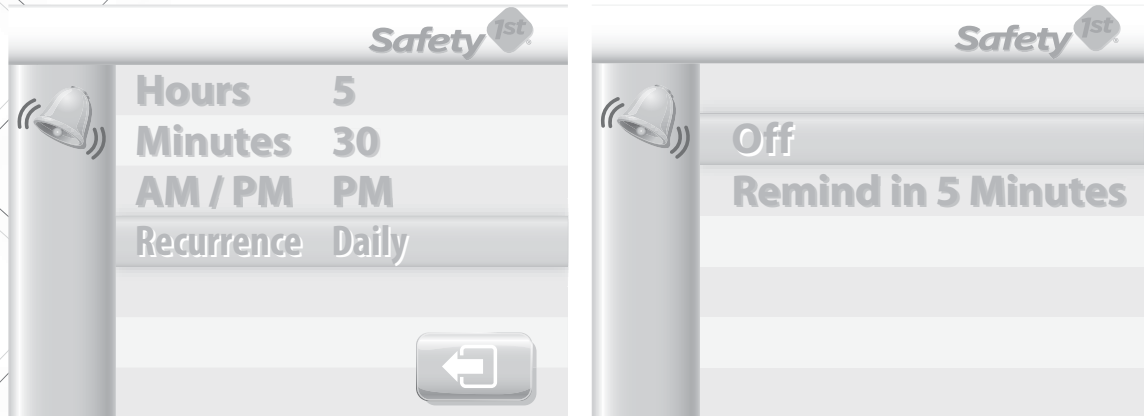 Safety 1st
Hours 5
Minutes 30
AM / PM PM
Recurrence Daily
Safety 1st
Off
Remind in 5 Minutes